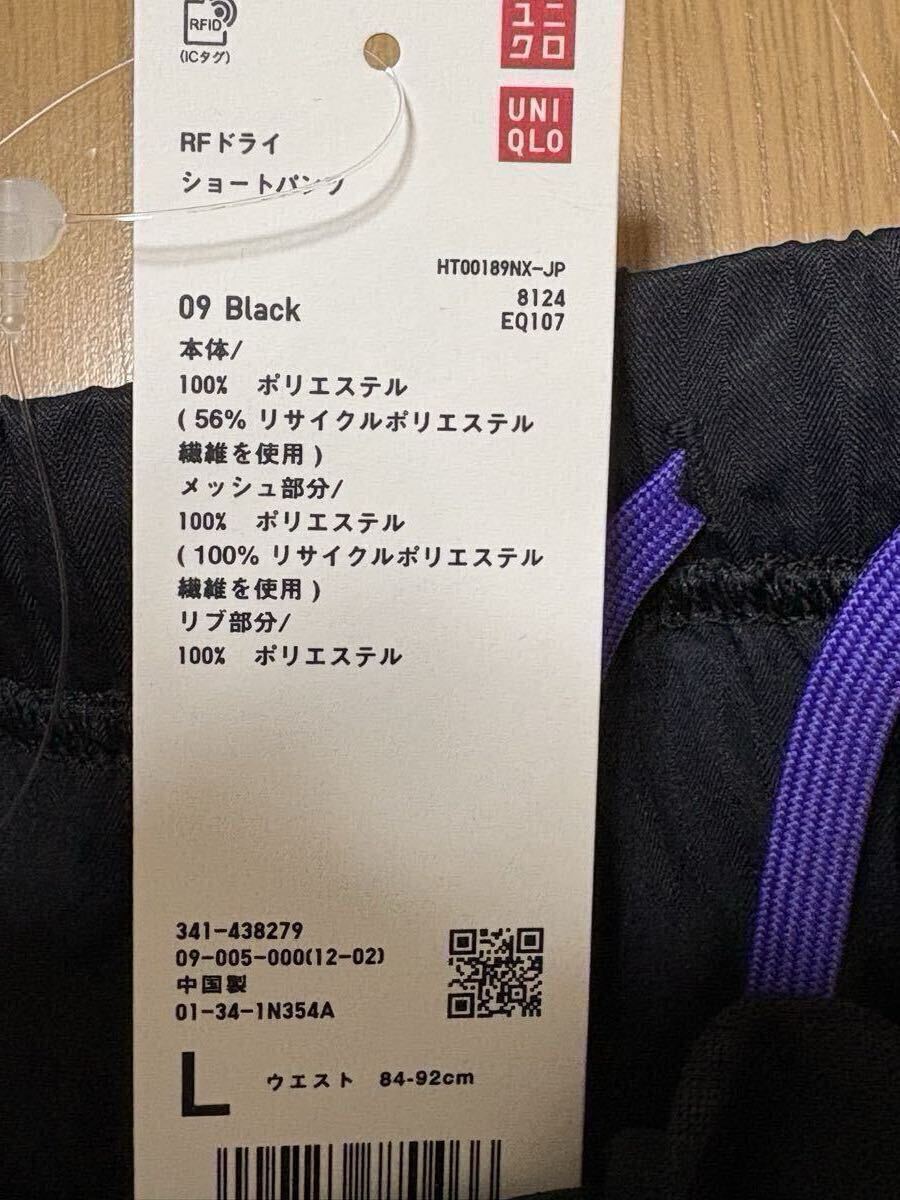 RFID
(ICタグ)
ユニ
クロ
UNI
QLO
RFドライ
ショートパンツ
HT00189NX-JP
8124
EQ107
09 Black
本体/
100% ポリエステル
( 56% リサイクルポリエステル
繊維を使用 )
メッシュ部分/
100% ポリエステル
( 100% リサイクルポリエステル
繊維を使用 )
リブ部分/
100% ポリエステル
341-438279
09-005-000(12-02)
中国製
01-34-1N354A
L ウエスト 84-92cm